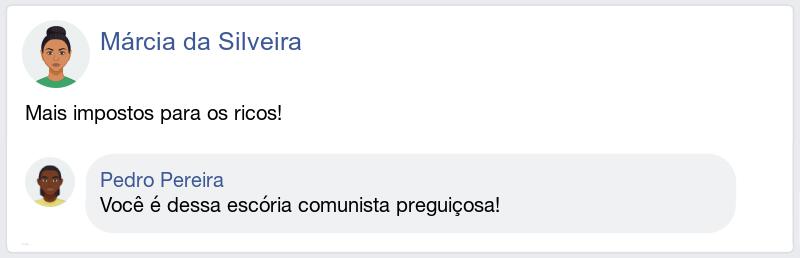 Márcia da Silveira
Mais impostos para os ricos!
Pedro Pereira
Você é dessa escória comunista preguiçosa!